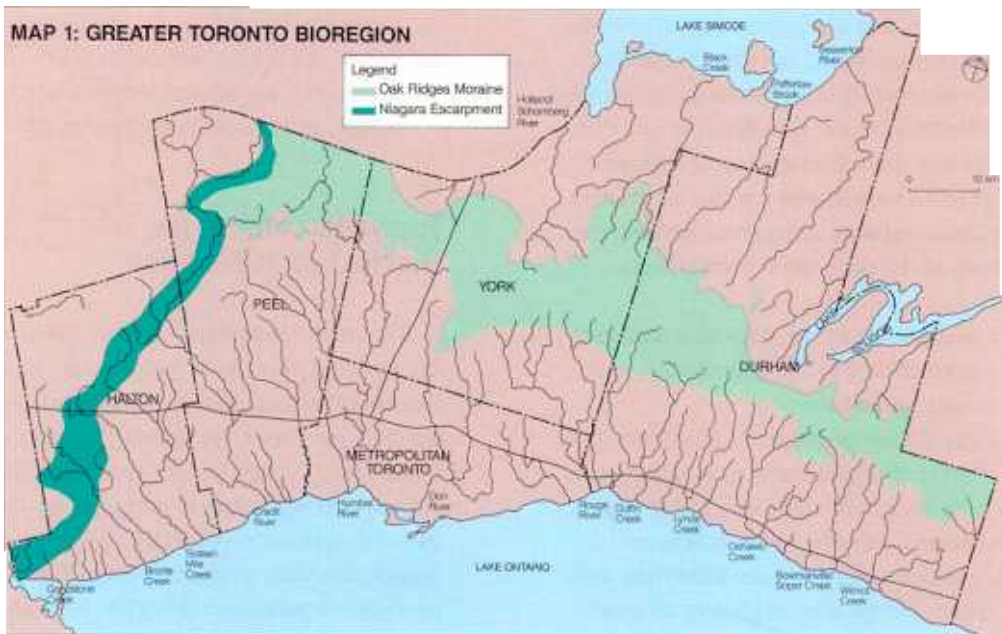 MAP 1: GREATER TORONTO BIOREGION
LAKE SIMCOE
Legend
Oak Ridges Moraine
Niagara Escarpment
Holland
Schomberg
River
Black
Creek
Beaverton
River
Pefferlaw
Brook
0 10 km
PEEL
YORK
DURHAM
HALTON
METROPOLITAN
TORONTO
Credit
River
Humber
River
Don
River
Rouge
River
Duffin
Creek
Lynde
Creek
Oshawa
Creek
Bowmanville
Soper Creek
Wilmot
Creek
Sixteen
Mile
Creek
Bronte
Creek
Grindstone
Creek
LAKE ONTARIO